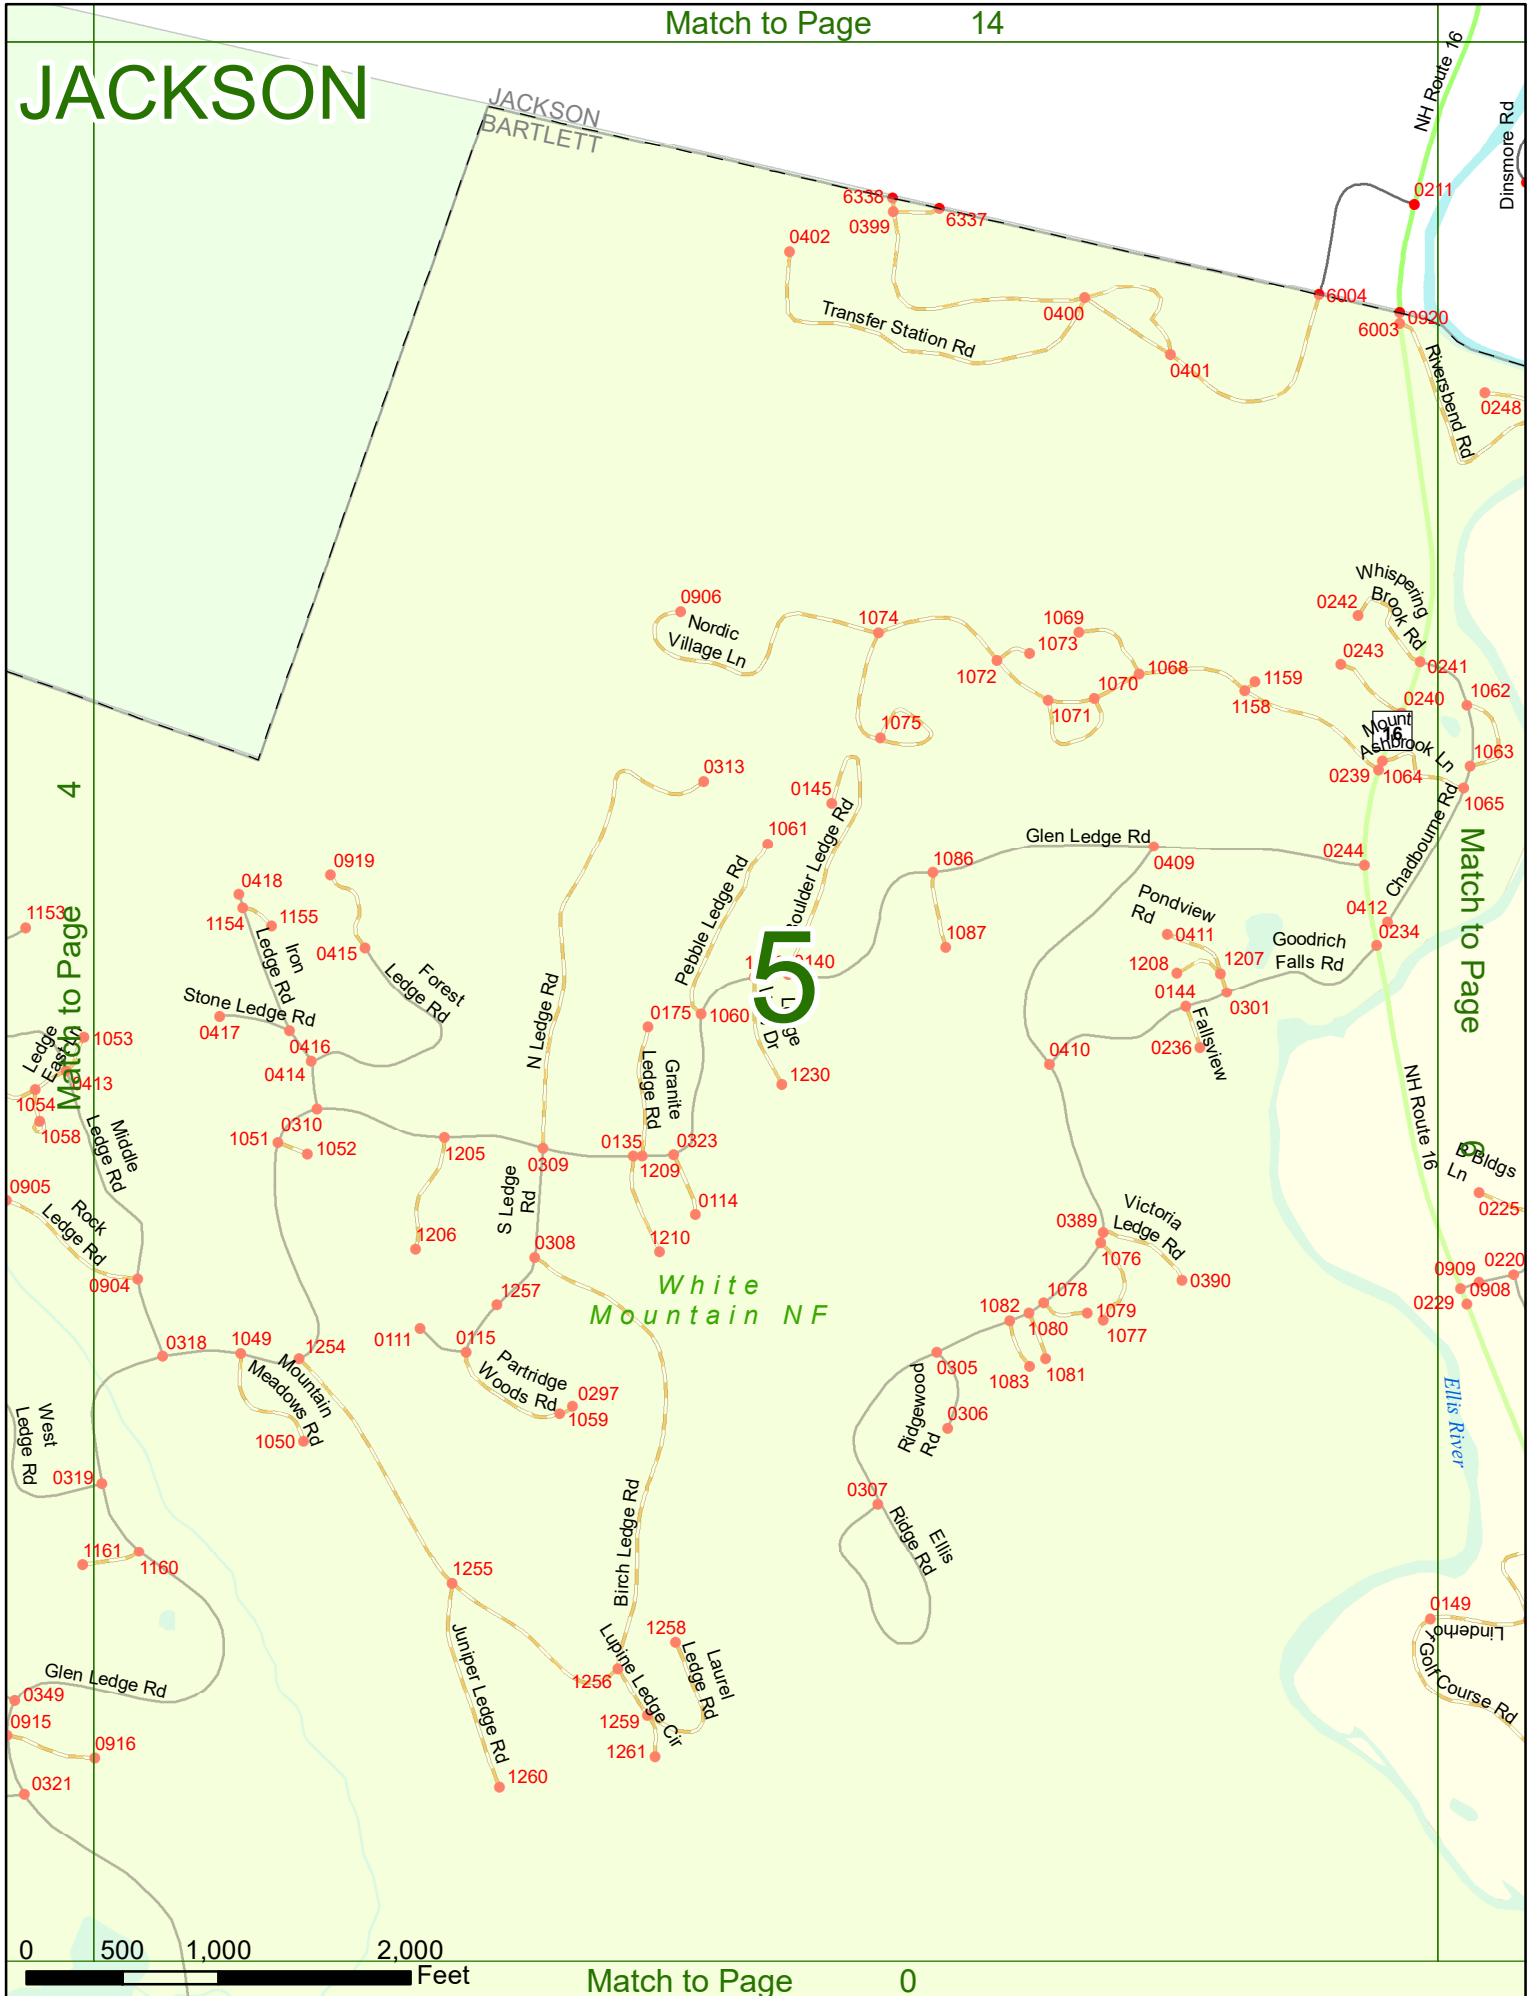 Match to Page 14
JACKSON
JACKSON
BARTLETT
NH Route 16
Dinsmore Rd
0211
6338
0399
6337
0402
6004
0400
0920
6003
Transfer Station Rd
0401
Riversbend Rd
0248
0906
Nordic
Village Ln
1074
1069
1073
1072
1068
1070
1071
1159
1158
1075
Whispering
Brook Rd
0242
0243
0241
0240
1062
Mount
Ashbrook Ln
16
0239
1064
1063
1065
Chadbourne Rd
4
Match to Page
0313
0145
1061
Boulder Ledge Rd
Pebble Ledge Rd
1086
Glen Ledge Rd
0409
0244
Match to Page
6
0919
0418
1154
1155
Iron
Ledge Rd
0415
Forest
Ledge Rd
1153
Stone Ledge Rd
0417
0416
0414
N Ledge Rd
5
0140
1087
Pondview
Rd
0411
1208
1207
0144
0301
Goodrich
Falls Rd
0412
0234
Fallsview
0236
0175
1060
Dr
1230
0410
1053
Ledge
East Ln
0413
1054
1058
Middle
Ledge Rd
0310
1051
1052
1205
0309
Granite
Ledge Rd
0135
1209
0323
0114
1210
1206
S Ledge
Rd
0308
NH Route 16
B Bldgs
Ln
0225
0905
Rock
Ledge Rd
0904
Victoria
Ledge Rd
0389
1076
0390
0220
0909
0908
0229
White
Mountain NF
1257
0111
0115
1078
1082
1080
1079
1077
1083
1081
0318
1049
1254
Mountain
Meadows Rd
1050
Partridge
Woods Rd
0297
1059
0305
Ridgewood
Rd
0306
Ellis River
West
Ledge Rd
0319
0307
Ellis
Ridge Rd
Birch Ledge Rd
1161
1160
1255
Juniper Ledge Rd
1258
Laurel
Ledge Rd
Lupine Ledge Cir
1256
1259
1261
1260
0149
Linderhof
Golf Course Rd
Glen Ledge Rd
0349
0915
0916
0321
0 500 1,000 2,000
Feet
Match to Page 0